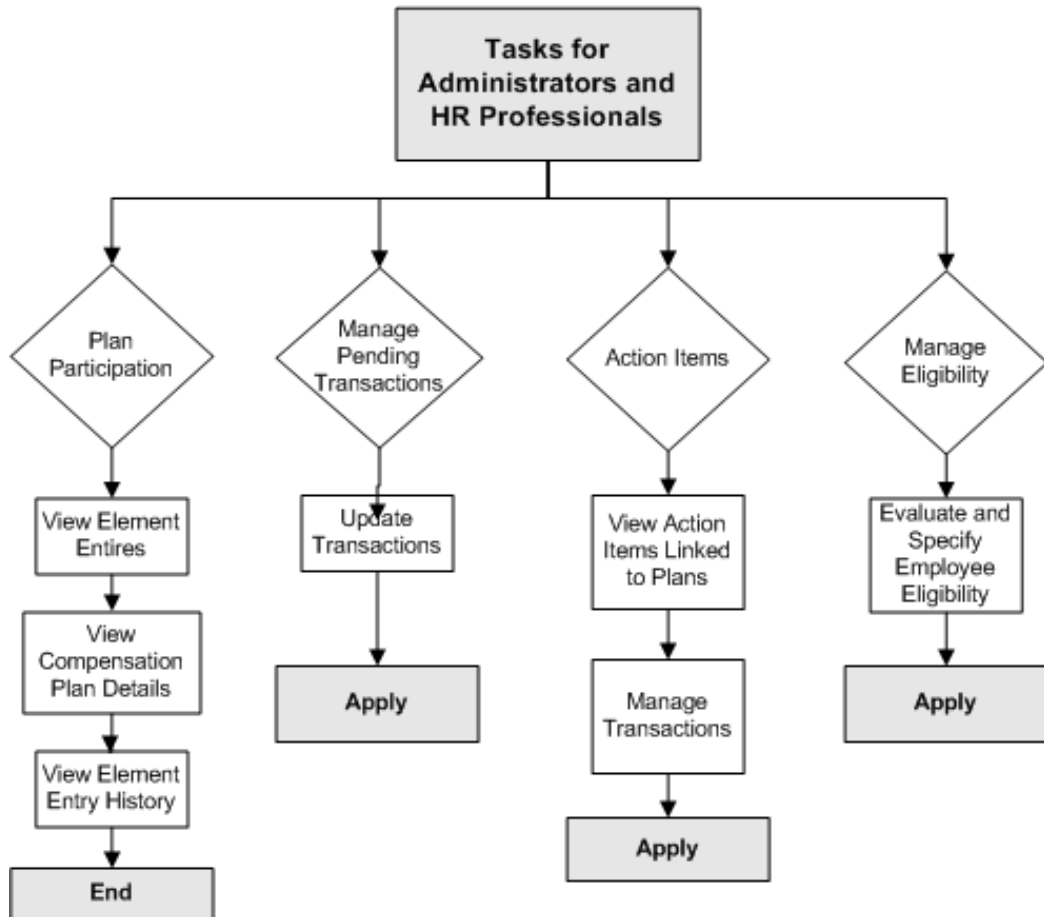 Tasks for
Administrators and
HR Professionals
Plan
Participation
Manage
Pending
Transactions
Action Items
Manage
Eligibility
View Element
Entires
Update
Transactions
View Action
Items Linked
to Plans
Evaluate and
Specify
Employee
Eligibility
View
Compensation
Plan Details
Apply
Manage
Transactions
Apply
View Element
Entry History
Apply
End